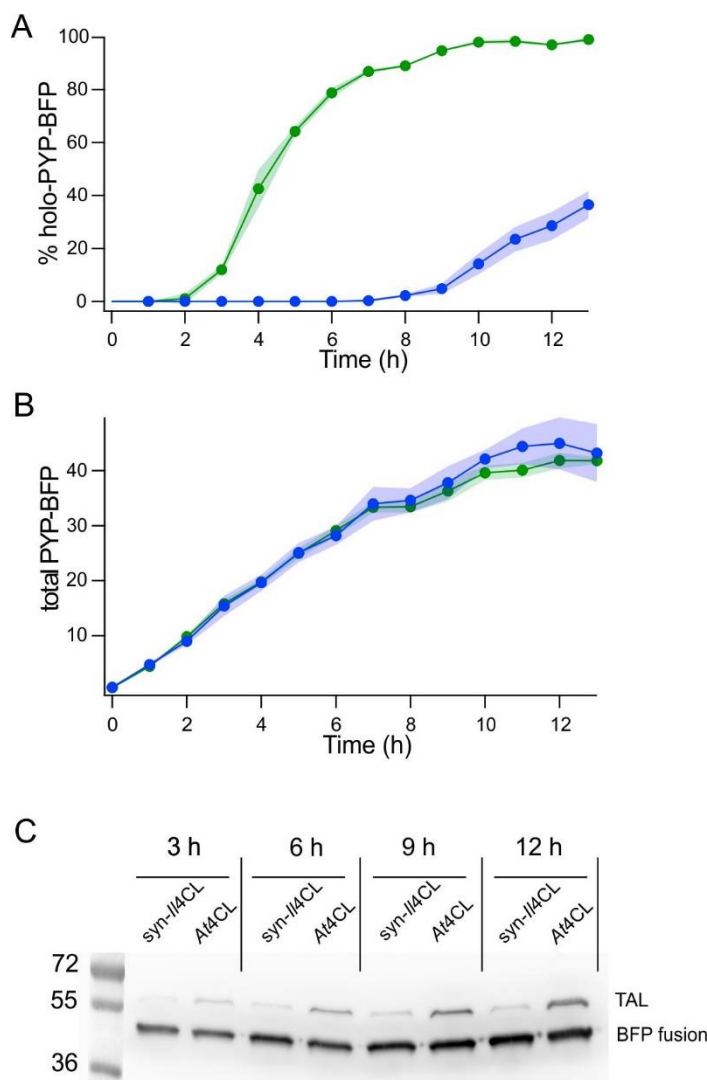 A
100
80
60
40
20
0
% holo-PYP-BFP
0 2 4 6 8 10 12
Time (h)
B
40
30
20
10
total PYP-BFP
0 2 4 6 8 10 12
Time (h)
C
3 h 6 h 9 h 12 h
syn-Il4CL At4CL syn-Il4CL At4CL syn-Il4CL At4CL syn-Il4CL At4CL
72
55 TAL
BFP fusion
36